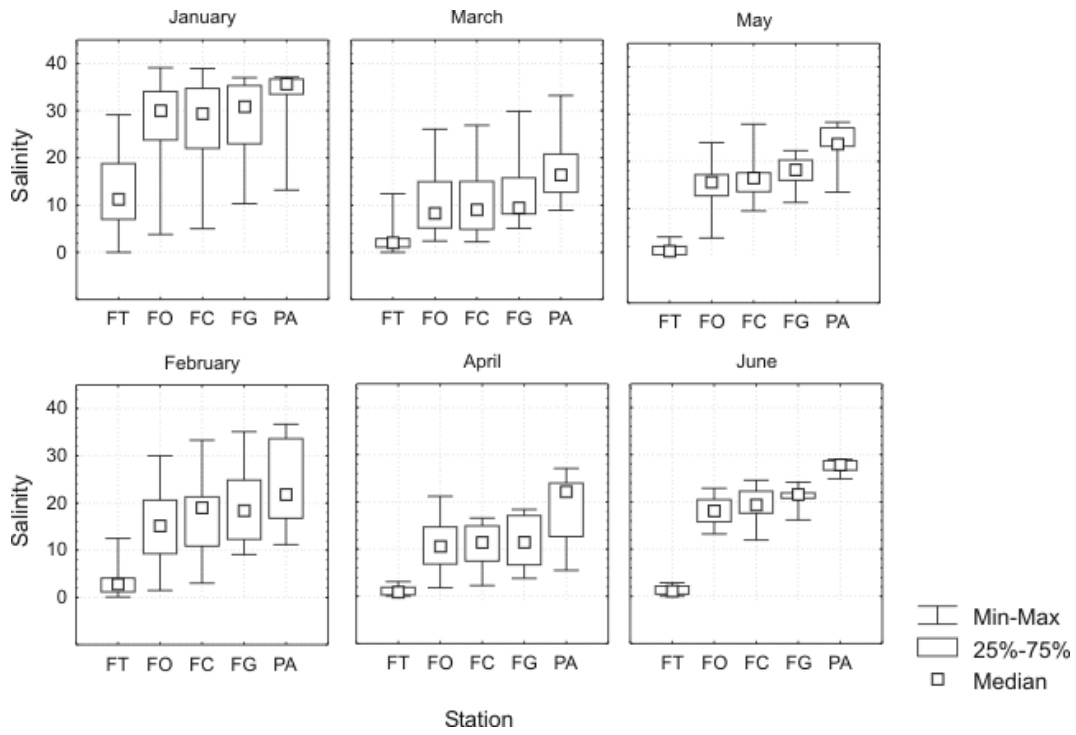 January
March
May
40
30
20
10
0
Salinity
FT FO FC FG PA
FT FO FC FG PA
FT FO FC FG PA
February
April
June
40
30
20
10
0
Salinity
FT FO FC FG PA
FT FO FC FG PA
FT FO FC FG PA
Min-Max
25%-75%
Median
Station